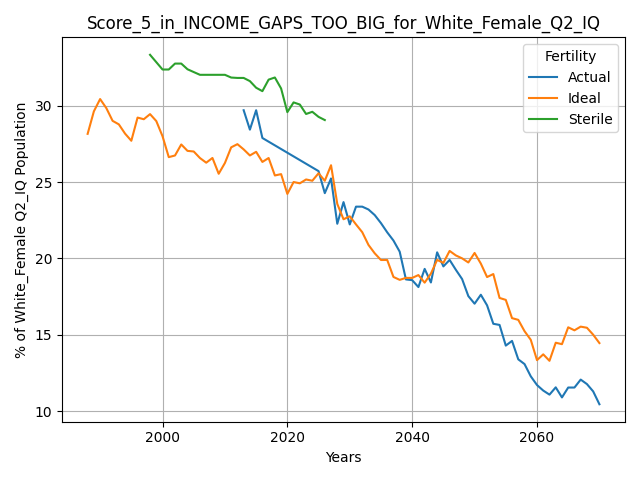 Score_5_in_INCOME_GAPS_TOO_BIG_for_White_Female_Q2_IQ
Fertility
Actual
Ideal
Sterile
% of White_Female Q2_IQ Population
30
25
20
15
10
2000
2020
2040
2060
Years